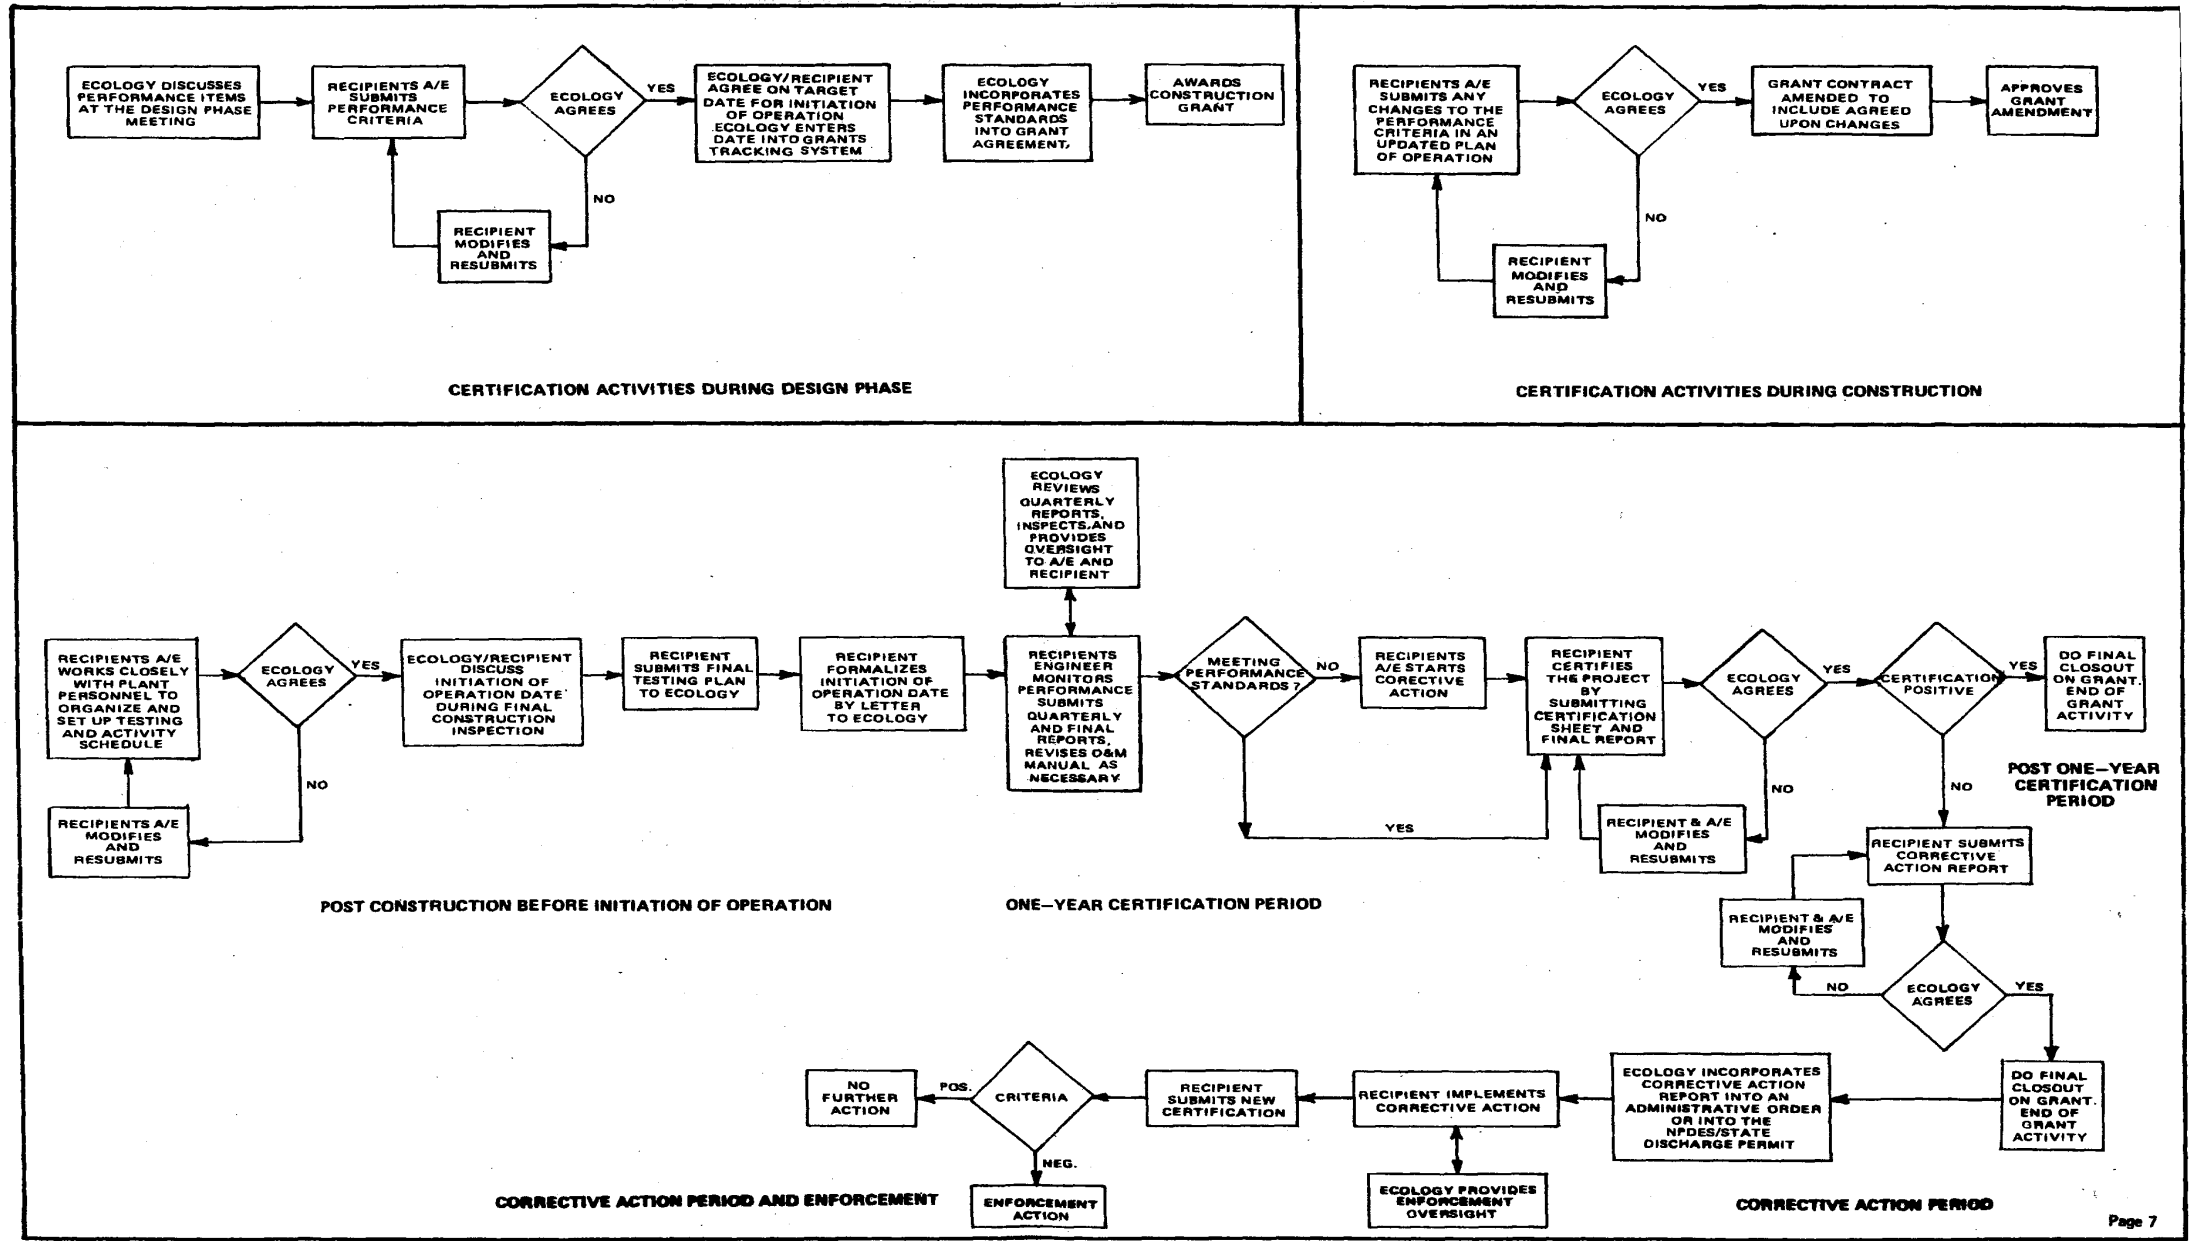 ECOLOGY DISCUSSES
PERFORMANCE ITEMS
AT THE DESIGN PHASE
MEETING
RECIPIENTS A/E
SUBMITS
PERFORMANCE
CRITERIA
ECOLOGY
AGREES
YES
NO
RECIPIENT
MODIFIES
AND
RESUBMITS
ECOLOGY/RECIPIENT
AGREE ON TARGET
DATE FOR INITIATION
OF OPERATION
ECOLOGY ENTERS
DATE INTO GRANTS
TRACKING SYSTEM
ECOLOGY
INCORPORATES
PERFORMANCE
STANDARDS
INTO GRANT
AGREEMENT.
AWARDS
CONSTRUCTION
GRANT
CERTIFICATION ACTIVITIES DURING DESIGN PHASE
RECIPIENTS A/E
SUBMITS ANY
CHANGES TO THE
PERFORMANCE
CRITERIA IN AN
UPDATED PLAN
OF OPERATION
ECOLOGY
AGREES
YES
NO
RECIPIENT
MODIFIES
AND
RESUBMITS
GRANT CONTRACT
AMENDED TO
INCLUDE AGREED
UPON CHANGES
APPROVES
GRANT
AMENDMENT
CERTIFICATION ACTIVITIES DURING CONSTRUCTION
RECIPIENTS A/E
WORKS CLOSELY
WITH PLANT
PERSONNEL TO
ORGANIZE AND
SET UP TESTING
AND ACTIVITY
SCHEDULE
ECOLOGY
AGREES
YES
NO
RECIPIENTS A/E
MODIFIES
AND
RESUBMITS
ECOLOGY/RECIPIENT
DISCUSS
INITIATION OF
OPERATION DATE
DURING FINAL
CONSTRUCTION
INSPECTION
RECIPIENT
SUBMITS FINAL
TESTING PLAN
TO ECOLOGY
RECIPIENT
FORMALIZES
INITIATION OF
OPERATION DATE
BY LETTER
TO ECOLOGY
POST CONSTRUCTION BEFORE INITIATION OF OPERATION
ECOLOGY
REVIEWS
QUARTERLY
REPORTS,
INSPECTS,AND
PROVIDES
OVERSIGHT
TO A/E AND
RECIPIENT
RECIPIENTS
ENGINEER
MONITORS
PERFORMANCE
SUBMITS
QUARTERLY
AND FINAL
REPORTS,
REVISES O&M
MANUAL AS
NECESSARY
MEETING
PERFORMANCE
STANDARDS?
NO
YES
RECIPIENTS
A/E STARTS
CORECTIVE
ACTION
RECIPIENT
CERTIFIES
THE PROJECT
BY
SUBMITTING
CERTIFICATION
SHEET AND
FINAL REPORT
ECOLOGY
AGREES
YES
NO
RECIPIENT & A/E
MODIFIES
AND
RESUBMITS
ONE-YEAR CERTIFICATION PERIOD
CERTIFICATION
POSITIVE
YES
NO
DO FINAL
CLOSOUT
ON GRANT.
END OF
GRANT
ACTIVITY
POST ONE-YEAR
CERTIFICATION
PERIOD
RECIPIENT SUBMITS
CORRECTIVE
ACTION REPORT
RECIPIENT & A/E
MODIFIES
AND
RESUBMITS
NO
ECOLOGY
AGREES
YES
DO FINAL
CLOSOUT
ON GRANT.
END OF
GRANT
ACTIVITY
ECOLOGY INCORPORATES
CORRECTIVE ACTION
REPORT INTO AN
ADMINISTRATIVE ORDER
OR INTO THE
NPDES/STATE
DISCHARGE PERMIT
RECIPIENT IMPLEMENTS
CORRECTIVE ACTION
ECOLOGY PROVIDES
ENFORCEMENT
OVERSIGHT
RECIPIENT
SUBMITS NEW
CERTIFICATION
CRITERIA
POS.
NEG.
NO
FURTHER
ACTION
ENFORCEMENT
ACTION
CORRECTIVE ACTION PERIOD AND ENFORCEMENT
CORRECTIVE ACTION PERIOD
Page 7